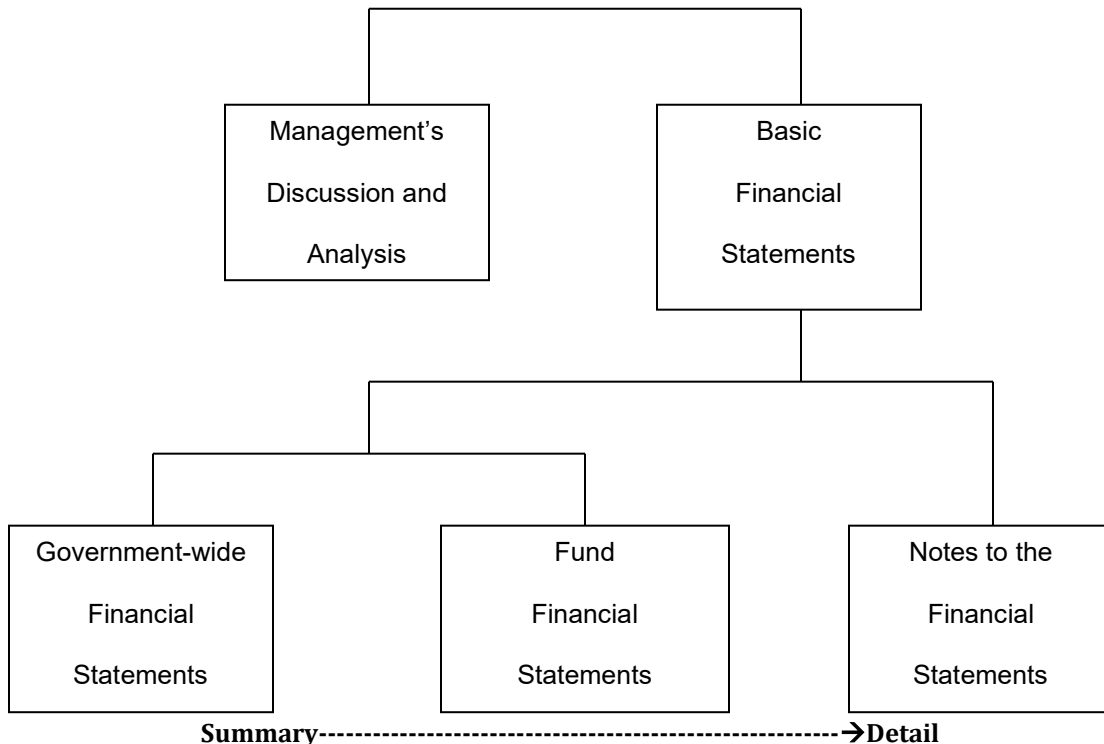 Management’s
Discussion and
Analysis
Basic
Financial
Statements
Government-wide
Financial
Statements
Fund
Financial
Statements
Notes to the
Financial
Statements
Summary--------------------------------------------------→Detail